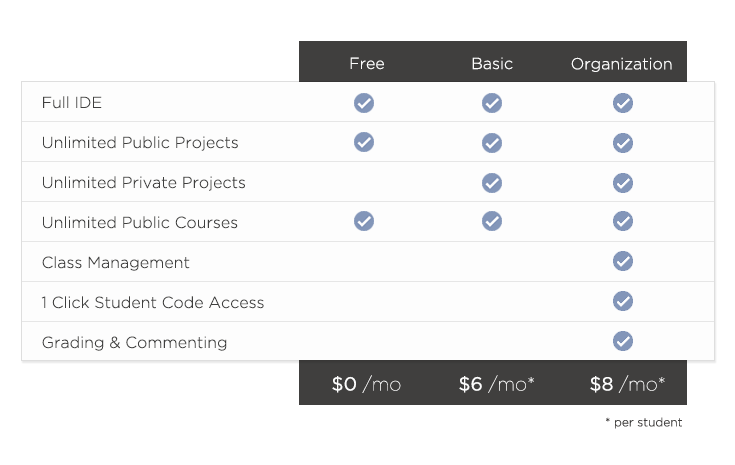 Free Basic Organization
Full IDE
Unlimited Public Projects
Unlimited Private Projects
Unlimited Public Courses
Class Management
1 Click Student Code Access
Grading & Commenting
$0 /mo $6 /mo* $8 /mo*
* per student